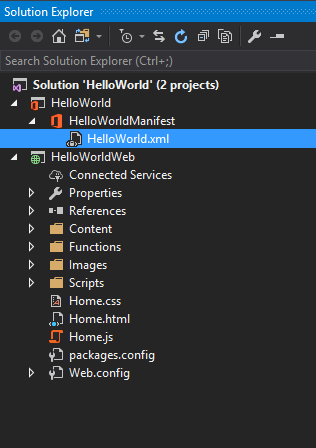 Solution Explorer
Search Solution Explorer (Ctrl+;)
Solution 'HelloWorld' (2 projects)
HelloWorld
HelloWorldManifest
HelloWorld.xml
HelloWorldWeb
Connected Services
Properties
References
Content
Functions
Images
Scripts
Home.css
Home.html
Home.js
packages.config
Web.config